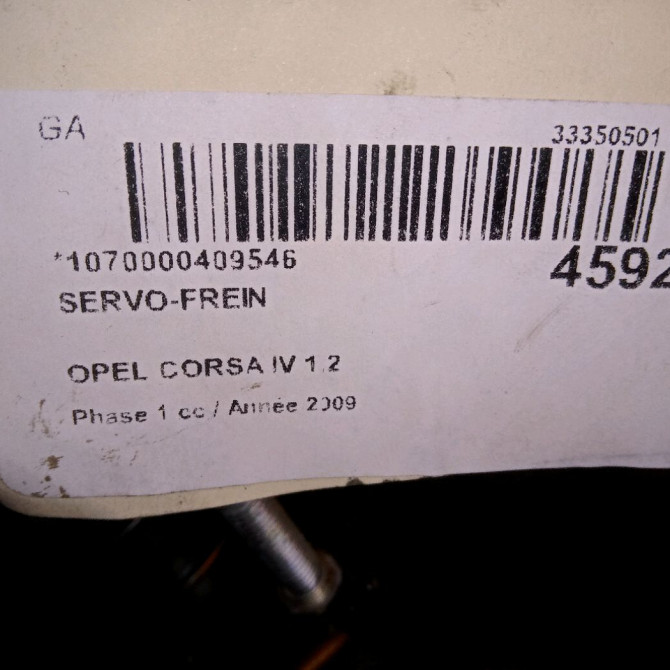 GA 33350501
*1070000409546 4592
SERVO-FREIN
OPEL CORSA IV 1.2
Phase 1 cc / Année 2009